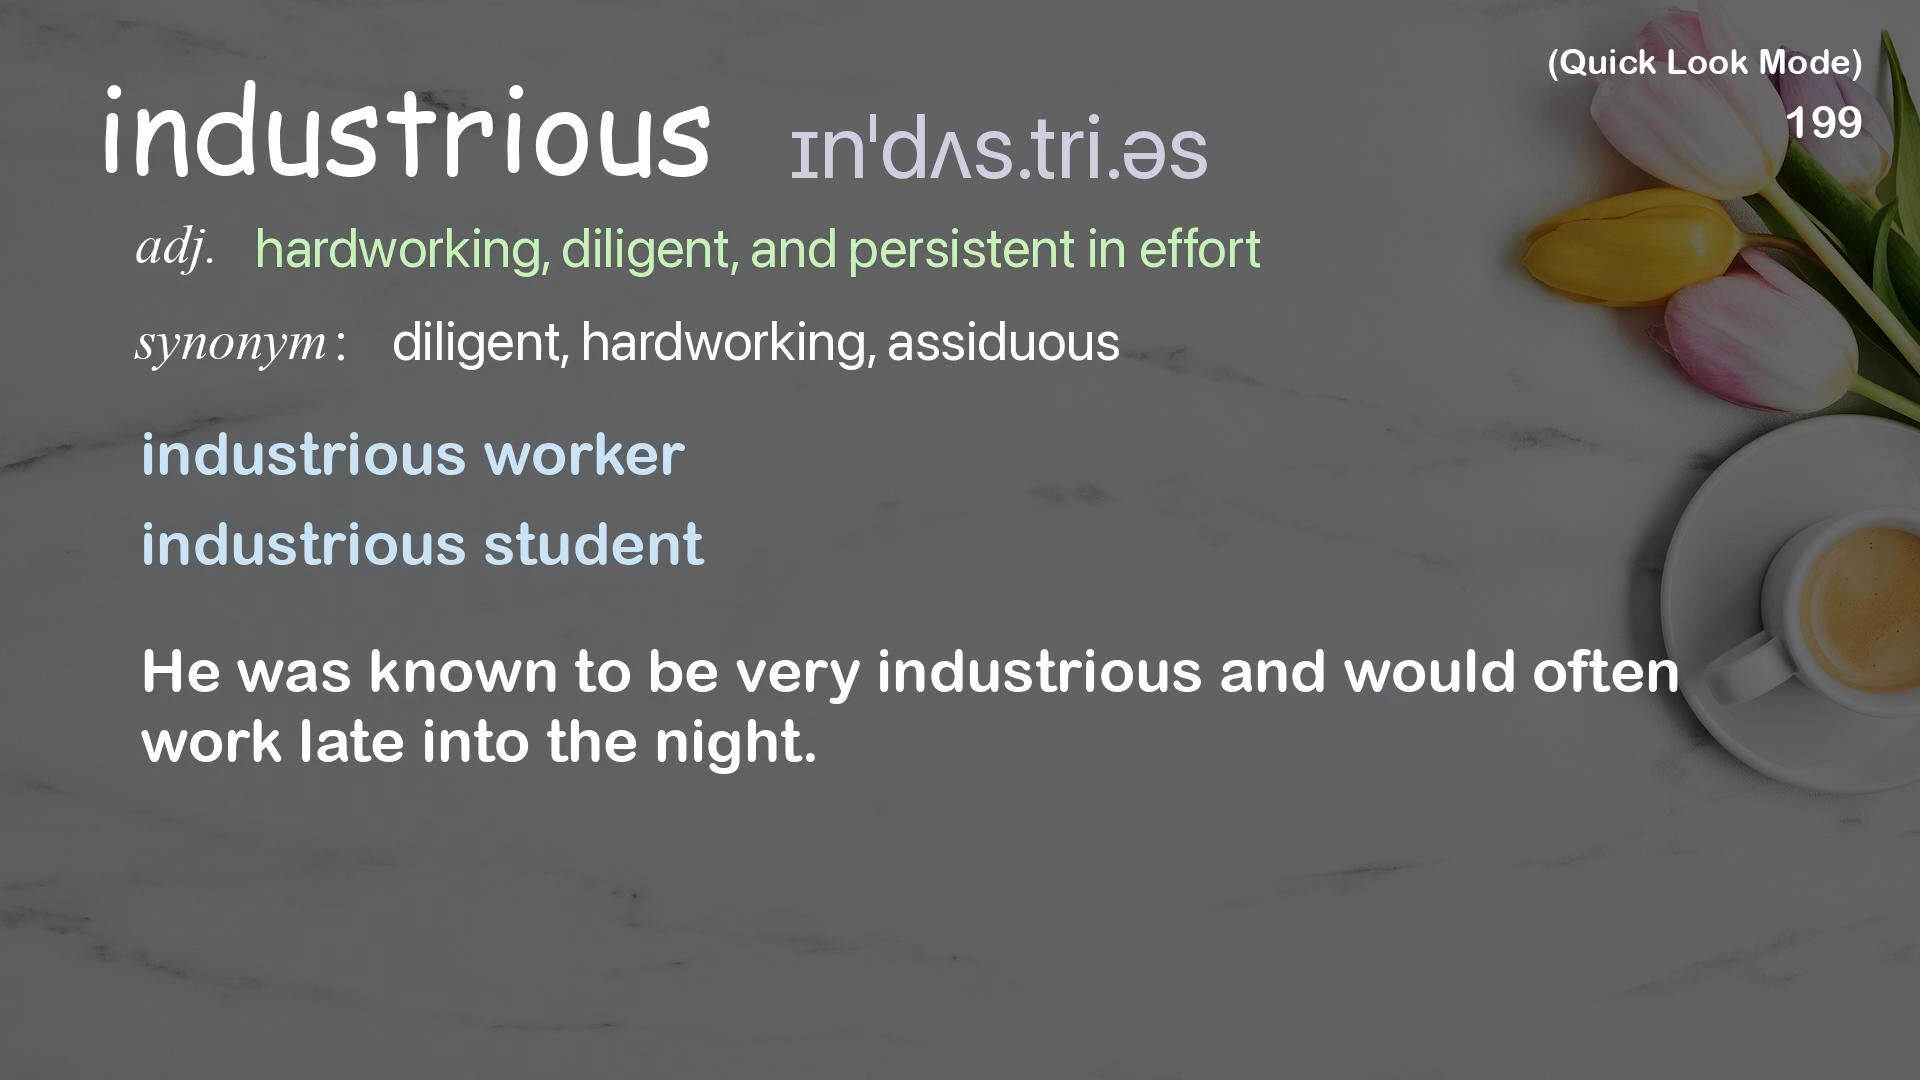 (Quick Look Mode)
199
industrious ɪnˈdʌs.tri.əs
adj. hardworking, diligent, and persistent in effort
synonym: diligent, hardworking, assiduous
industrious worker
industrious student
He was known to be very industrious and would often
work late into the night.